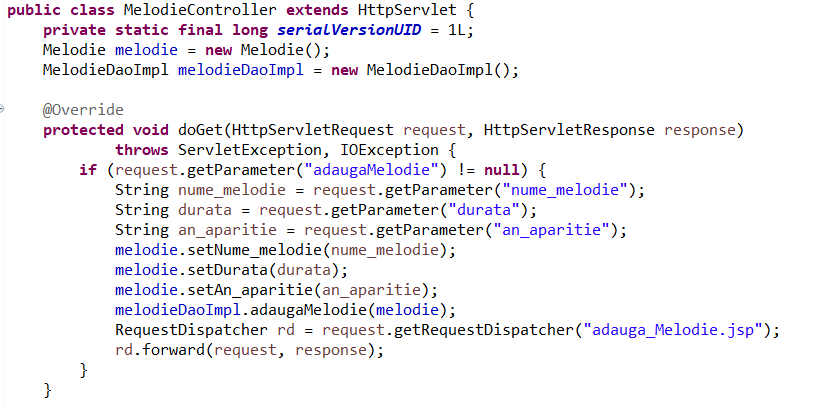 public class MelodieController extends HttpServlet {
    private static final long serialVersionUID = 1L;
    Melodie melodie = new Melodie();
    MelodieDaoImpl melodieDaoImpl = new MelodieDaoImpl();

    @Override
    protected void doGet(HttpServletRequest request, HttpServletResponse response)
            throws ServletException, IOException {
        if (request.getParameter("adaugaMelodie") != null) {
            String nume_melodie = request.getParameter("nume_melodie");
            String durata = request.getParameter("durata");
            String an_aparitie = request.getParameter("an_aparitie");
            melodie.setNume_melodie(nume_melodie);
            melodie.setDurata(durata);
            melodie.setAn_aparitie(an_aparitie);
            melodieDaoImpl.adaugaMelodie(melodie);
            RequestDispatcher rd = request.getRequestDispatcher("adauga_Melodie.jsp");
            rd.forward(request, response);
        }
    }